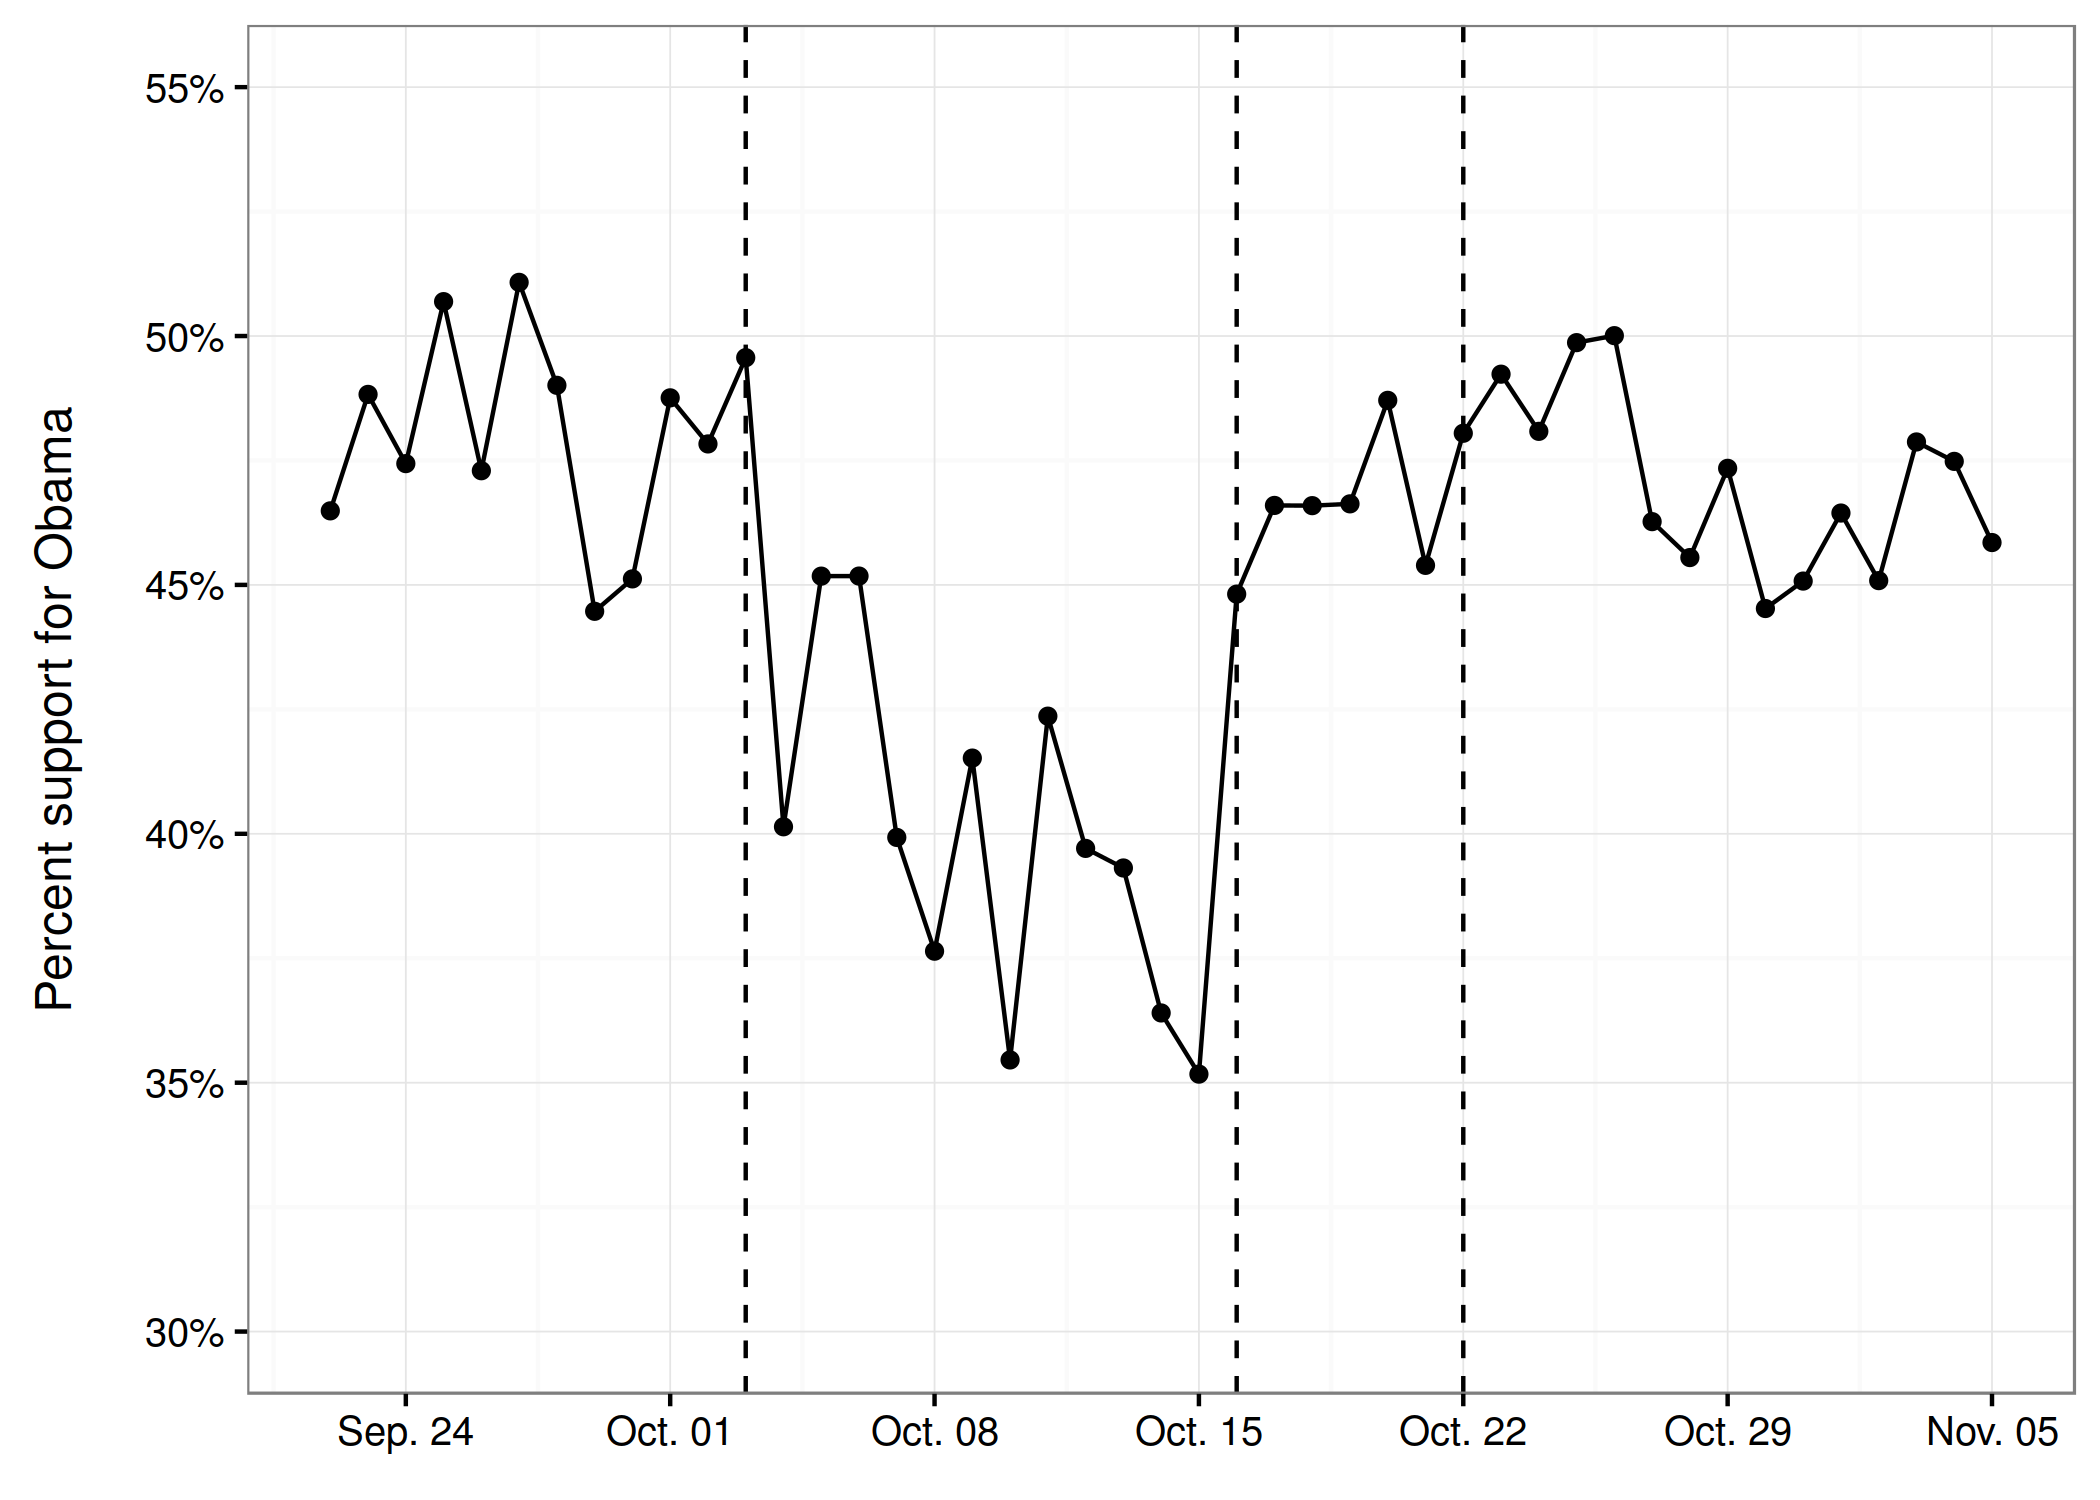 Percent support for Obama
55%
50%
45%
40%
35%
30%
Sep. 24
Oct. 01
Oct. 08
Oct. 15
Oct. 22
Oct. 29
Nov. 05